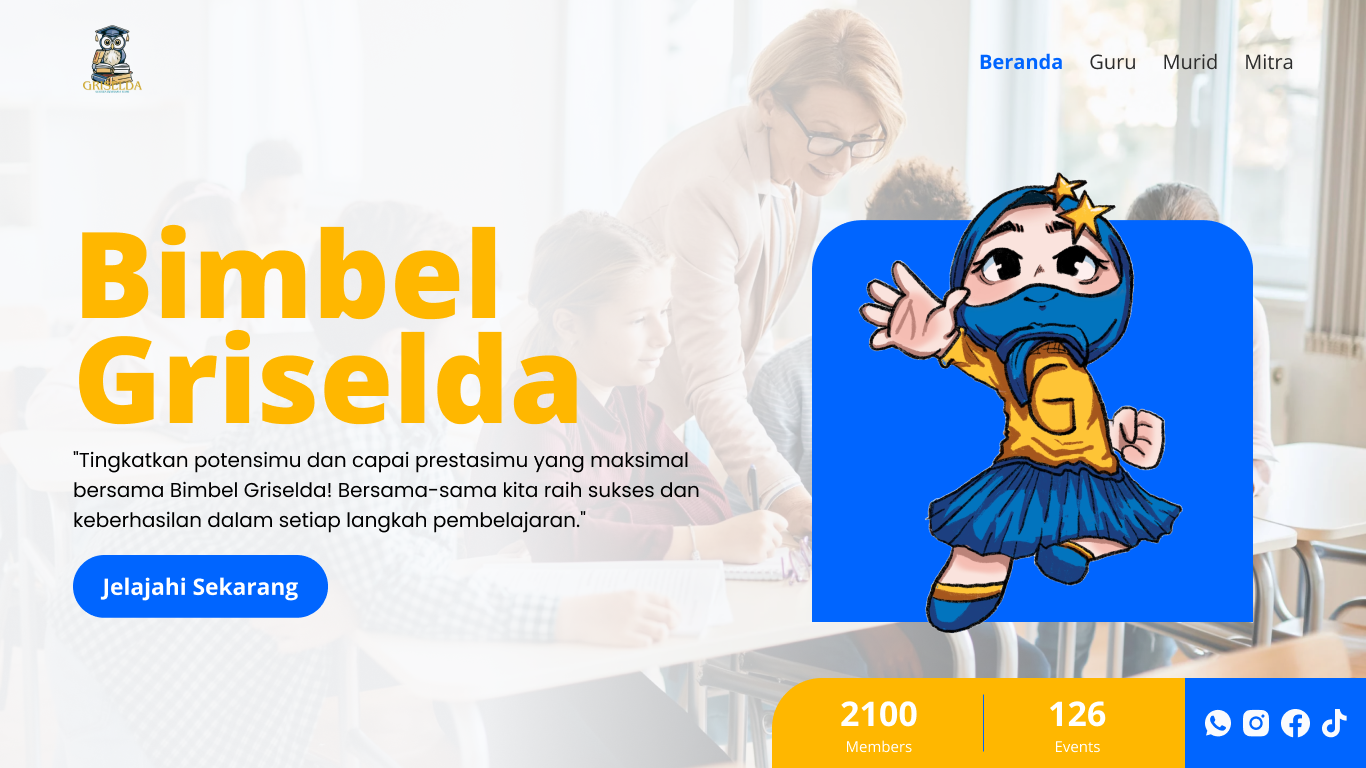 GRISELDA
Beranda Guru Murid Mitra
Bimbel
Griselda
"Tingkatkan potensimu dan capai prestasimu yang maksimal
bersama Bimbel Griselda! Bersama-sama kita raih sukses dan
keberhasilan dalam setiap langkah pembelajaran."
Jelajahi Sekarang
G
2100
Members
126
Events